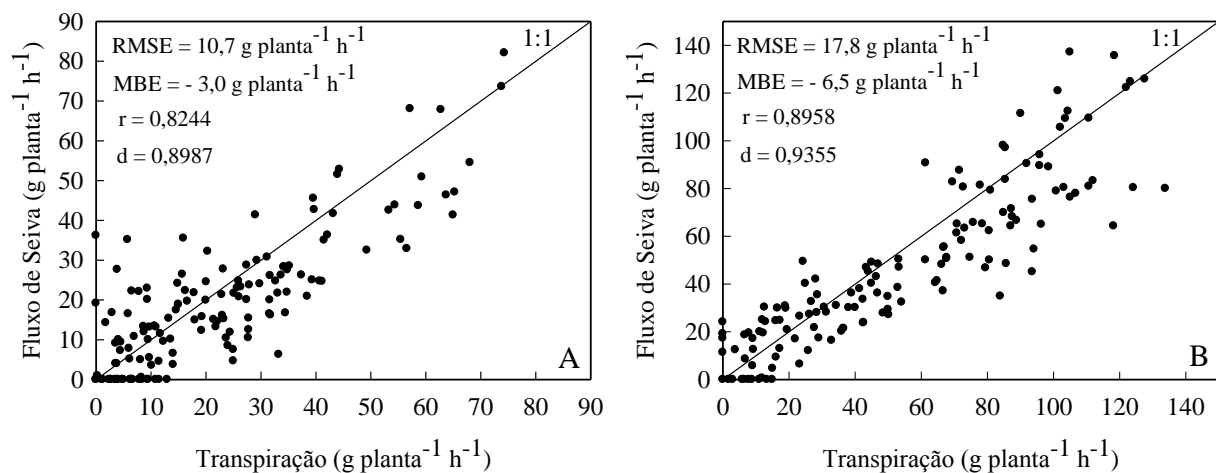 90
80
70
60
50
40
30
20
10
0
Fluxo de Seiva (g planta⁻¹ h⁻¹)
RMSE = 10,7 g planta⁻¹ h⁻¹
MBE = - 3,0 g planta⁻¹ h⁻¹
r = 0,8244
d = 0,8987
1:1
A
0 10 20 30 40 50 60 70 80 90
Transpiração (g planta⁻¹ h⁻¹)
140
120
100
80
60
40
20
0
Fluxo de Seiva (g planta⁻¹ h⁻¹)
RMSE = 17,8 g planta⁻¹ h⁻¹
MBE = - 6,5 g planta⁻¹ h⁻¹
r = 0,8958
d = 0,9355
1:1
B
0 20 40 60 80 100 120 140
Transpiração (g planta⁻¹ h⁻¹)